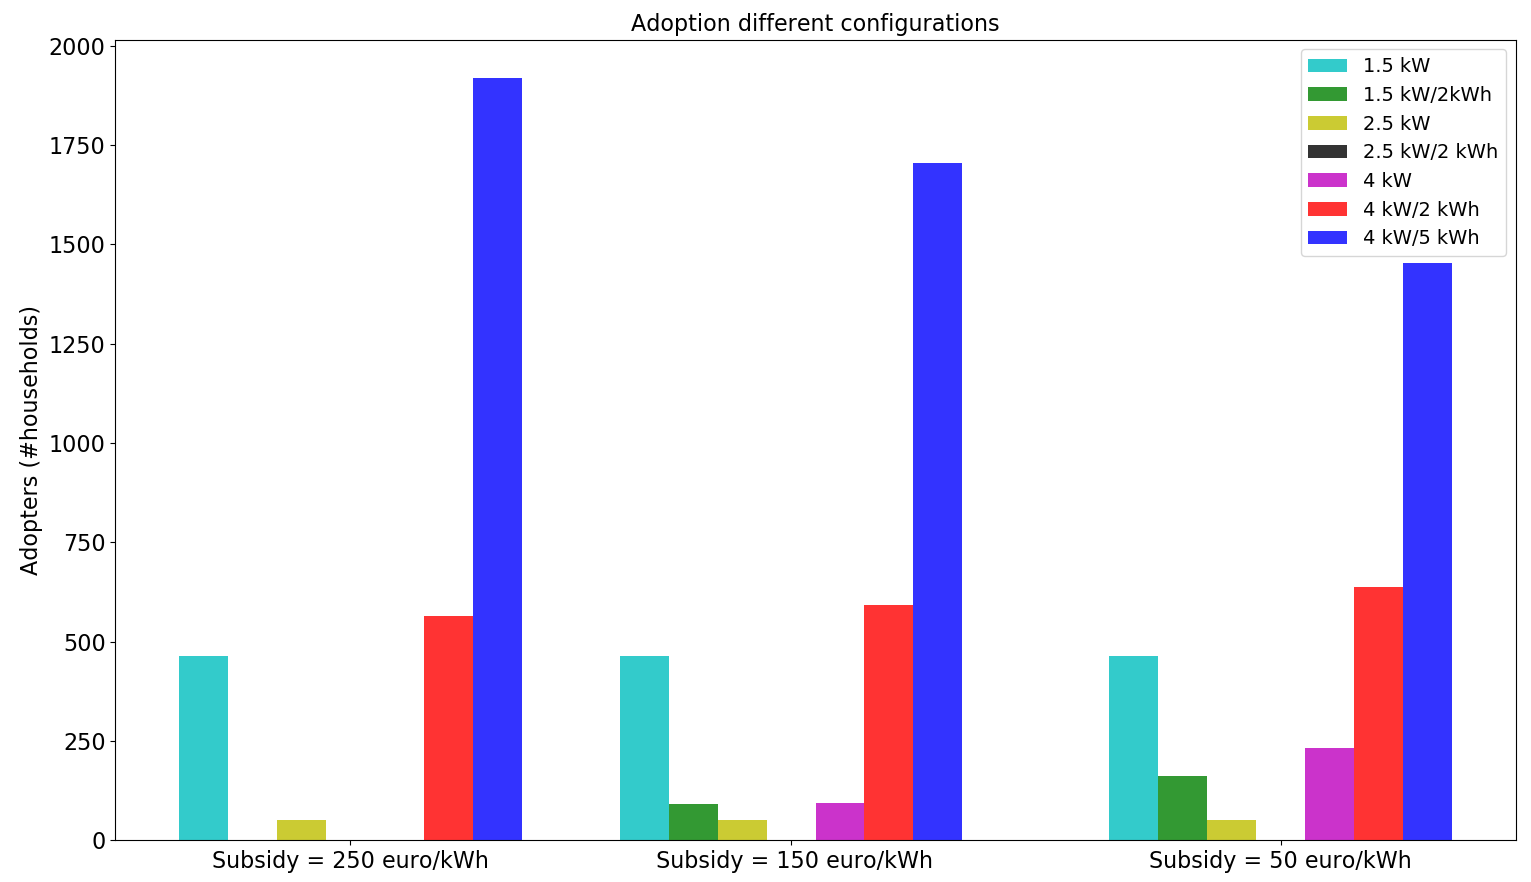 Adoption different configurations
2000
1750
1500
1250
1000
750
500
250
0
Adopters (#households)
1.5 kW
1.5 kW/2kWh
2.5 kW
2.5 kW/2 kWh
4 kW
4 kW/2 kWh
4 kW/5 kWh
Subsidy = 250 euro/kWh
Subsidy = 150 euro/kWh
Subsidy = 50 euro/kWh